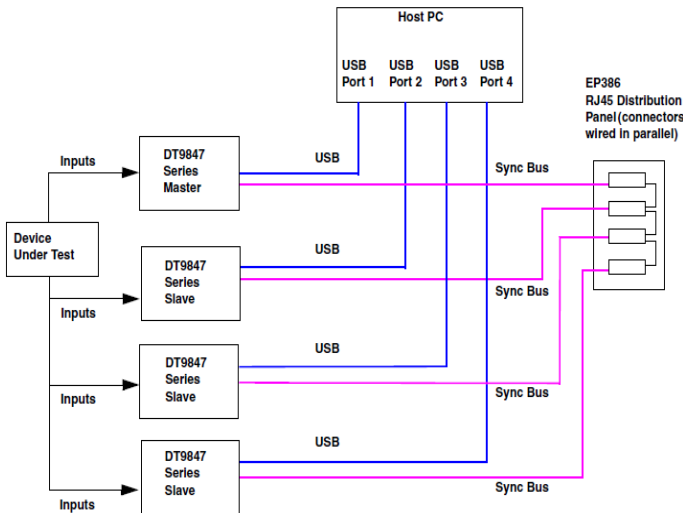 Host PC
USB
Port 1
USB
Port 2
USB
Port 3
USB
Port 4
EP386
RJ45 Distribution
Panel (connectors
wired in parallel)
Inputs
DT9847
Series
Master
USB
Sync Bus
Device
Under Test
Inputs
DT9847
Series
Slave
USB
Sync Bus
Inputs
DT9847
Series
Slave
USB
Sync Bus
Inputs
DT9847
Series
Slave
USB
Sync Bus